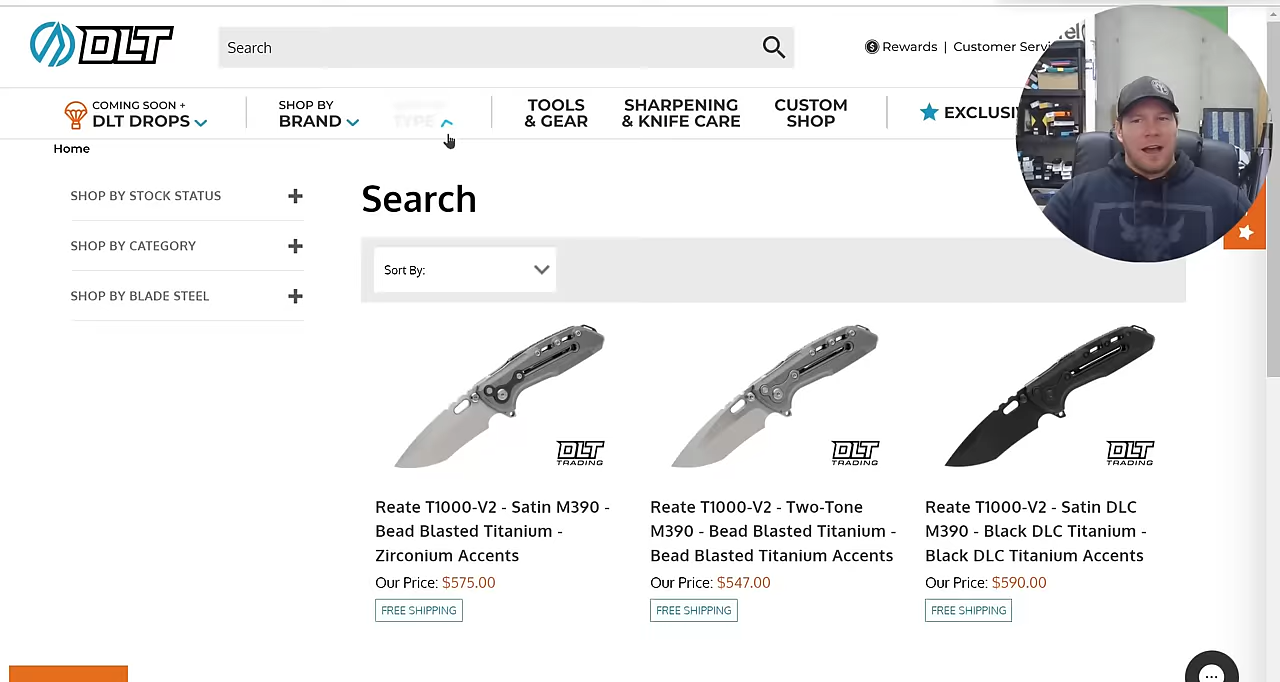 DLT
Search
Rewards | Customer Servi
COMING SOON +
DLT DROPS
SHOP BY
BRAND
TYPE
TOOLS
& GEAR
SHARPENING
& KNIFE CARE
CUSTOM
SHOP
EXCLUSI
Home
SHOP BY STOCK STATUS
SHOP BY CATEGORY
SHOP BY BLADE STEEL
Search
Sort By:
DLT
TRADING
DLT
TRADING
DLT
TRADING
Reate T1000-V2 - Satin M390 -
Bead Blasted Titanium -
Zirconium Accents
Our Price: $575.00
FREE SHIPPING
Reate T1000-V2 - Two-Tone
M390 - Bead Blasted Titanium -
Bead Blasted Titanium Accents
Our Price: $547.00
FREE SHIPPING
Reate T1000-V2 - Satin DLC
M390 - Black DLC Titanium -
Black DLC Titanium Accents
Our Price: $590.00
FREE SHIPPING